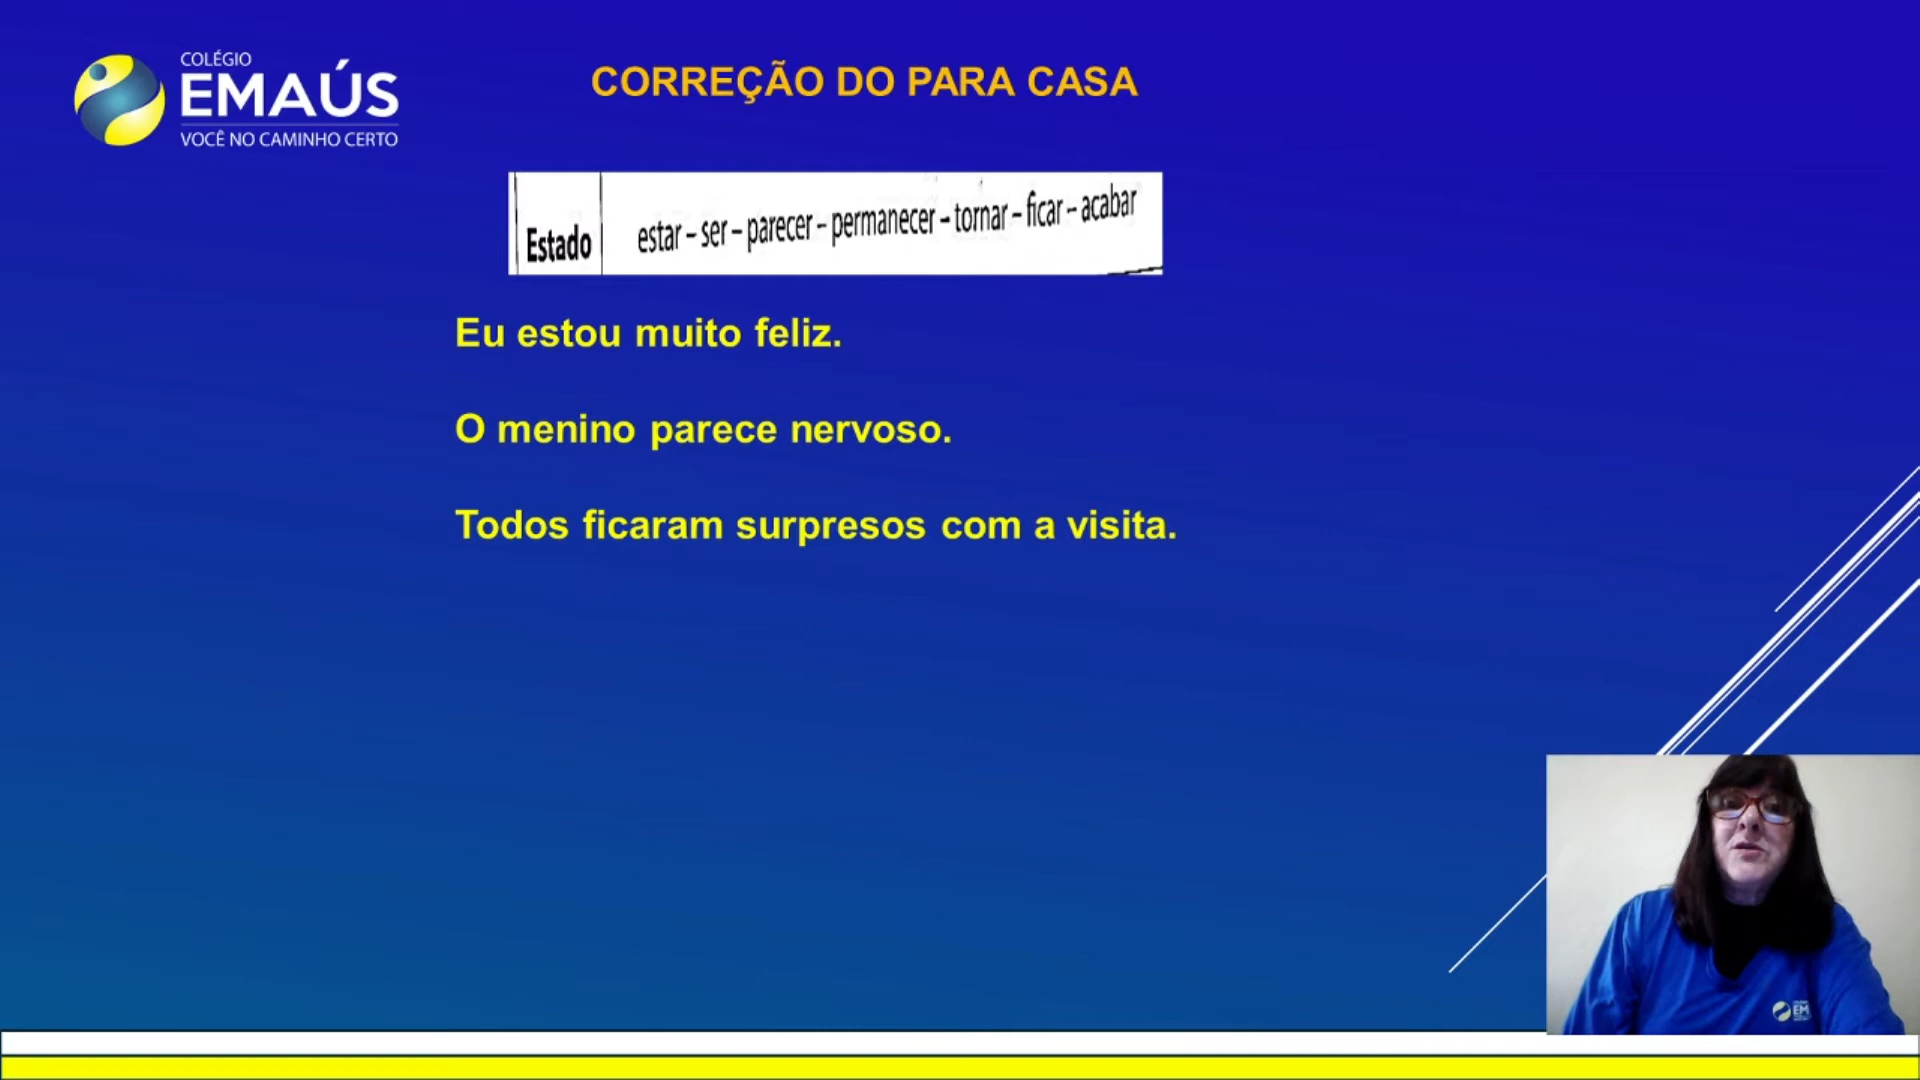 COLÉGIO
EMAÚS
VOCÊ NO CAMINHO CERTO
CORREÇÃO DO PARA CASA
Estado
estar – ser – parecer – permanecer – tornar – ficar – acabar
Eu estou muito feliz.
O menino parece nervoso.
Todos ficaram surpresos com a visita.
EM